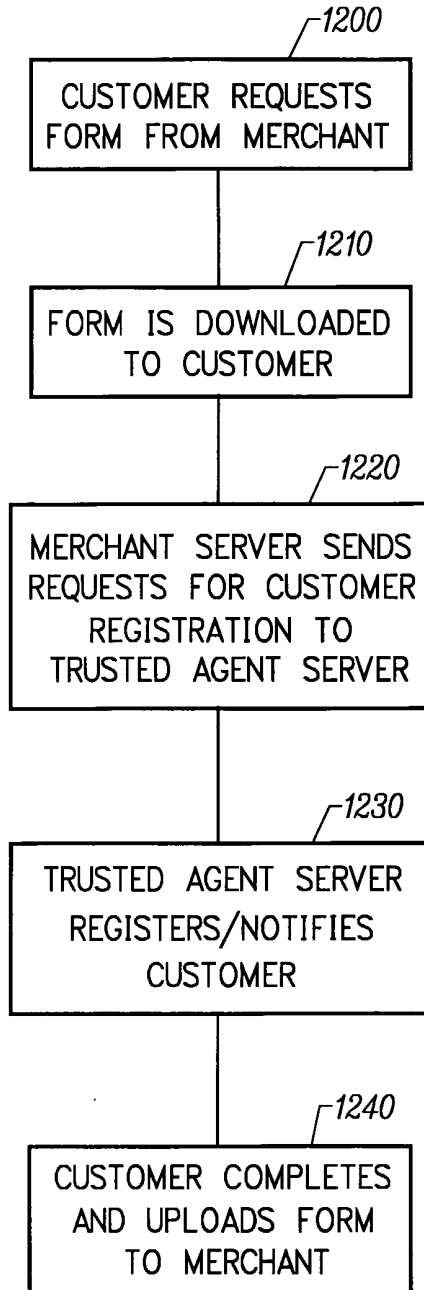 1200
CUSTOMER REQUESTS
FORM FROM MERCHANT
1210
FORM IS DOWNLOADED
TO CUSTOMER
1220
MERCHANT SERVER SENDS
REQUESTS FOR CUSTOMER
REGISTRATION TO
TRUSTED AGENT SERVER
1230
TRUSTED AGENT SERVER
REGISTERS/NOTIFIES
CUSTOMER
1240
CUSTOMER COMPLETES
AND UPLOADS FORM
TO MERCHANT